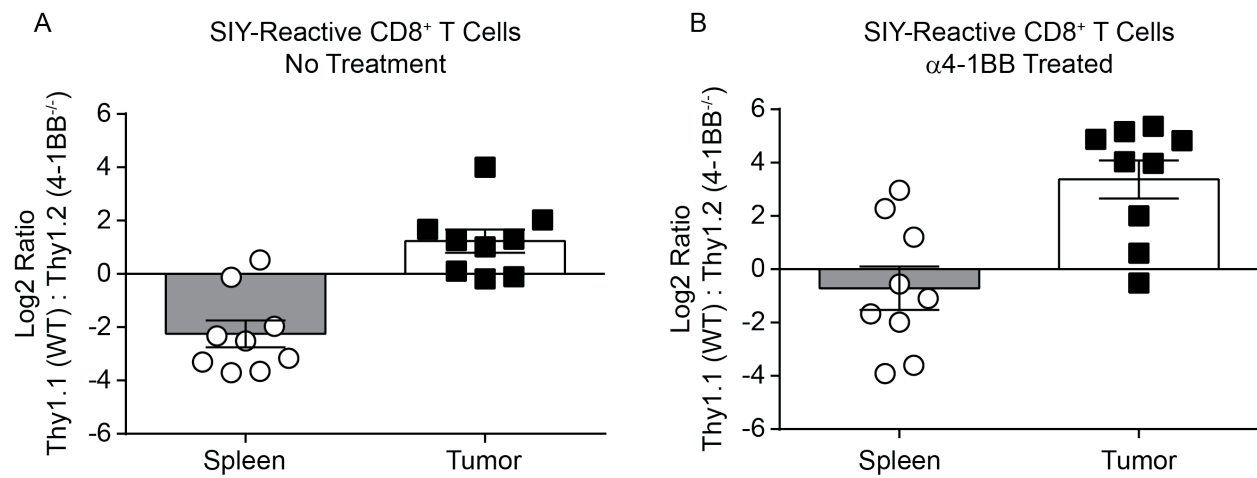 A
SIY-Reactive CD8⁺ T Cells
No Treatment
Log2 Ratio
Thy1.1 (WT) : Thy1.2 (4-1BB⁻/⁻)
6
4
2
0
-2
-4
-6
Spleen
Tumor
B
SIY-Reactive CD8⁺ T Cells
α4-1BB Treated
Log2 Ratio
Thy1.1 (WT) : Thy1.2 (4-1BB⁻/⁻)
6
4
2
0
-2
-4
-6
Spleen
Tumor